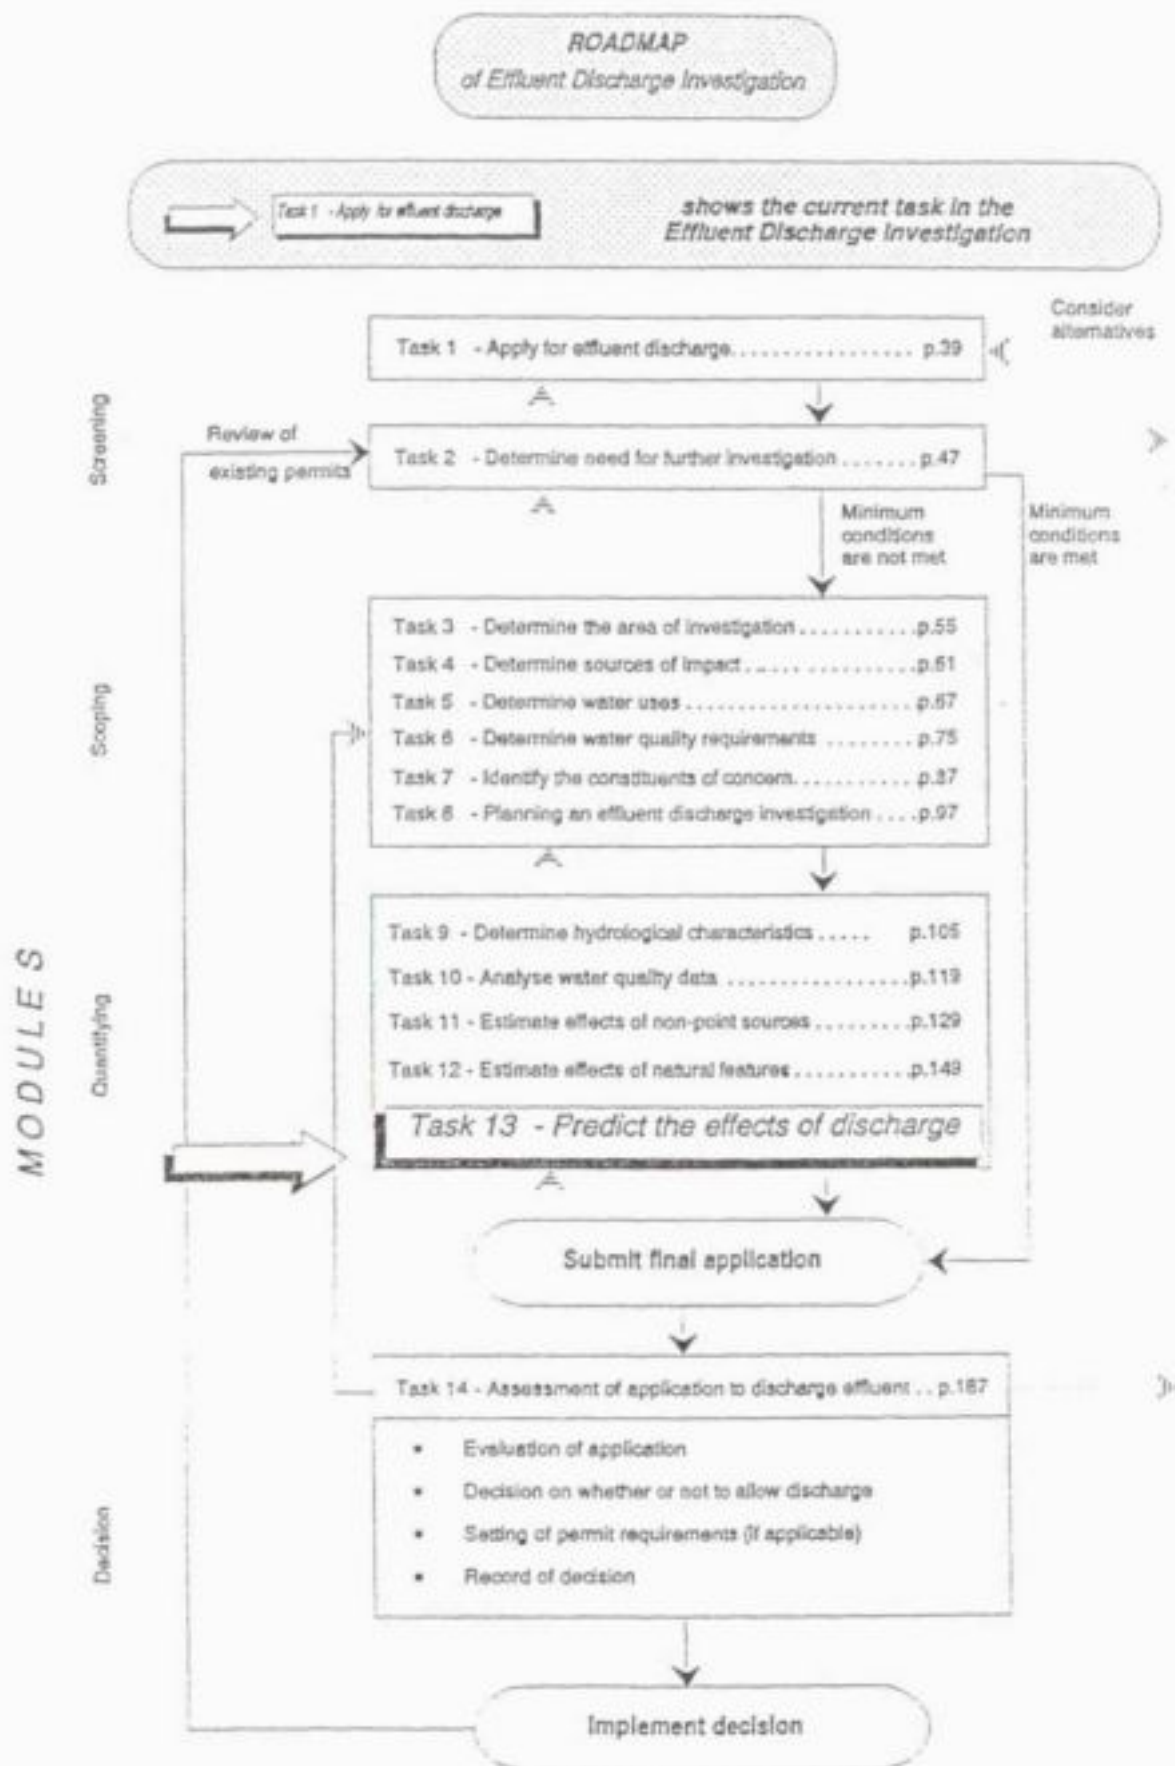 ROADMAP
of Effluent Discharge Investigation
Task 1 - Apply for effluent discharge
shows the current task in the
Effluent Discharge Investigation
Consider
alternatives
Task 1 - Apply for effluent discharge................. p.39
Screening
Review of
existing permits
Task 2 - Determine need for further investigation ....... p.47
Minimum
conditions
are not met
Minimum
conditions
are met
Scoping
Task 3 - Determine the area of investigation ...........p.55
Task 4 - Determine sources of impact .... ............p.61
Task 5 - Determine water uses ......................p.67
Task 6 - Determine water quality requirements ........p.75
Task 7 - Identify the constituents of concern...........p.87
Task 8 - Planning an effluent discharge investigation ....p.97
MODULES
Quantifying
Task 9 - Determine hydrological characteristics ..... p.105
Task 10 - Analyse water quality data .................p.119
Task 11 - Estimate effects of non-point sources .........p.129
Task 12 - Estimate effects of natural features ...........p.149
Task 13 - Predict the effects of discharge
Submit final application
Decision
Task 14 - Assessment of application to discharge effluent .. p.187
• Evaluation of application
• Decision on whether or not to allow discharge
• Setting of permit requirements (if applicable)
• Record of decision
Implement decision